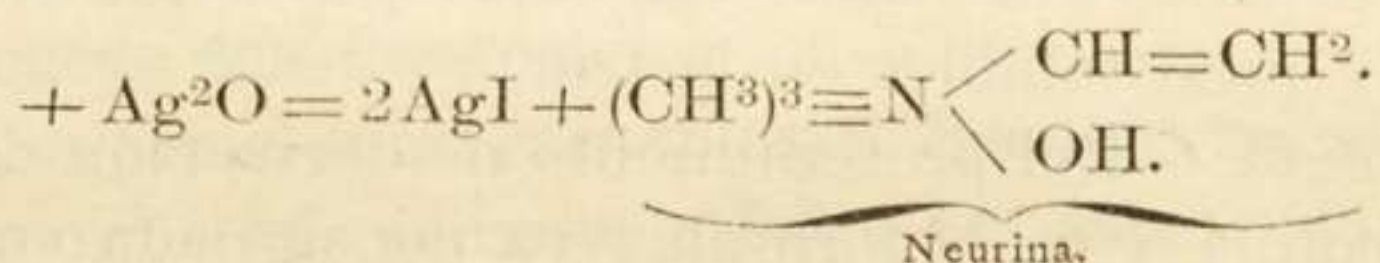 CH=CH².
+ Ag²O = 2AgI + (CH³)³≡N
OH.
Neurina.